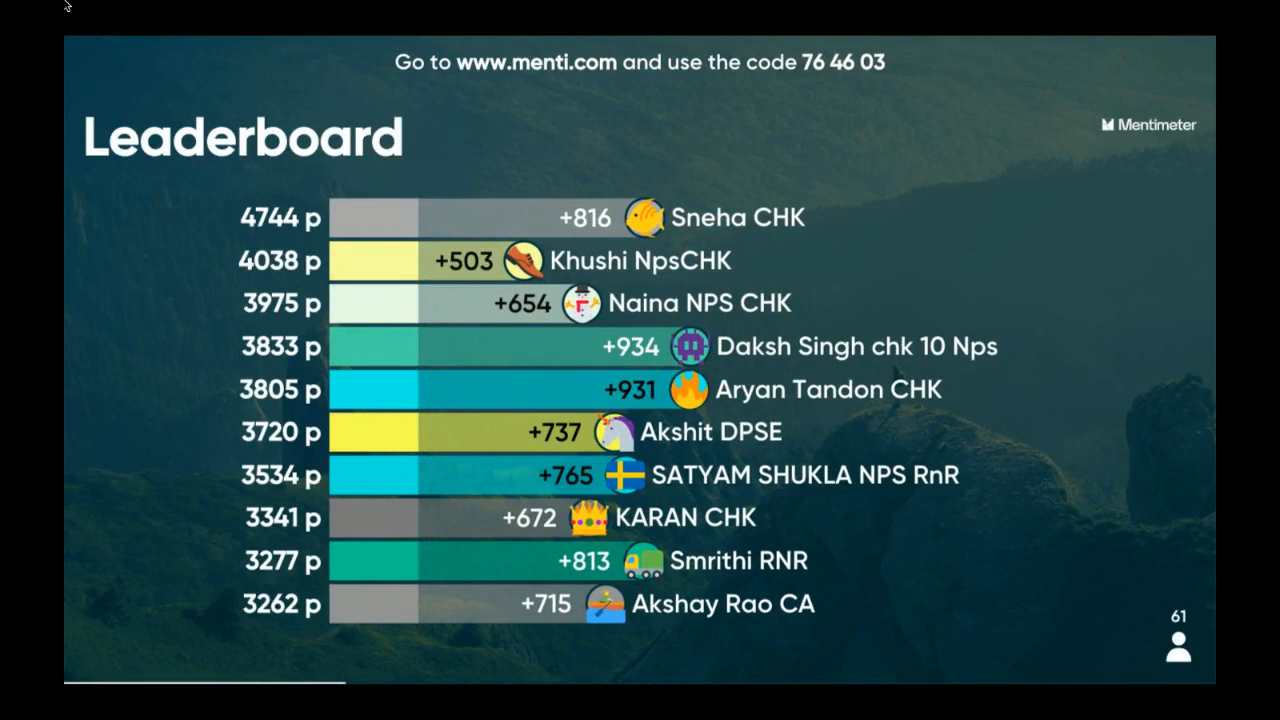 Go to www.menti.com and use the code 76 46 03
Leaderboard
Mentimeter
4744 p +816 Sneha CHK
4038 p +503 Khushi NpsCHK
3975 p +654 Naina NPS CHK
3833 p +934 Daksh Singh chk 10 Nps
3805 p +931 Aryan Tandon CHK
3720 p +737 Akshit DPSE
3534 p +765 SATYAM SHUKLA NPS RnR
3341 p +672 KARAN CHK
3277 p +813 Smrithi RNR
3262 p +715 Akshay Rao CA
61